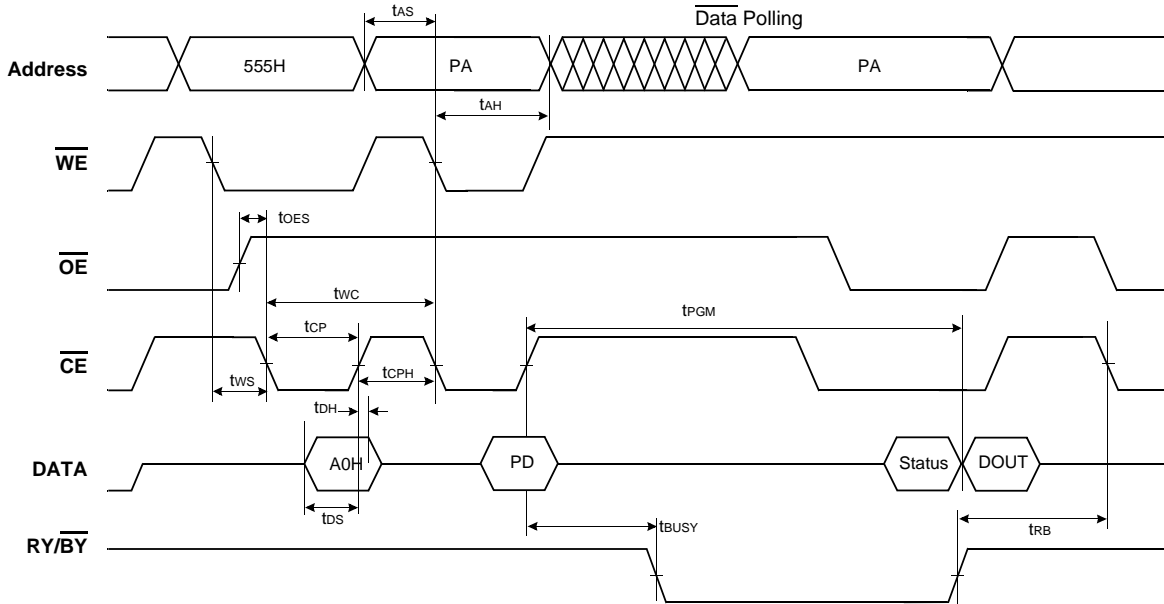 tAS
Data Polling
Address
555H
PA
PA
tAH
WE
tOES
OE
tWC
tPGM
tCP
CE
tCPH
tWS
tDH
DATA
A0H
PD
Status
DOUT
tDS
tBUSY
tRB
RY/BY